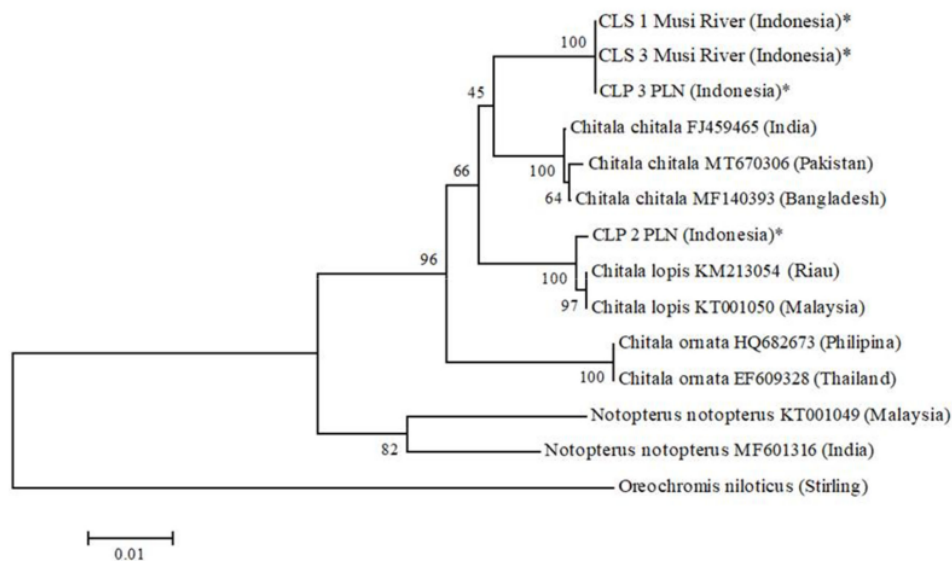 CLS 1 Musi River (Indonesia)*
100
CLS 3 Musi River (Indonesia)*
CLP 3 PLN (Indonesia)*
45
Chitala chitala FJ459465 (India)
Chitala chitala MT670306 (Pakistan)
100
66
64
Chitala chitala MF140393 (Bangladesh)
CLP 2 PLN (Indonesia)*
96
Chitala lopis KM213054 (Riau)
100
97
Chitala lopis KT001050 (Malaysia)
Chitala ornata HQ682673 (Philipina)
100
Chitala ornata EF609328 (Thailand)
Notopterus notopterus KT001049 (Malaysia)
82
Notopterus notopterus MF601316 (India)
Oreochromis niloticus (Stirling)
0.01